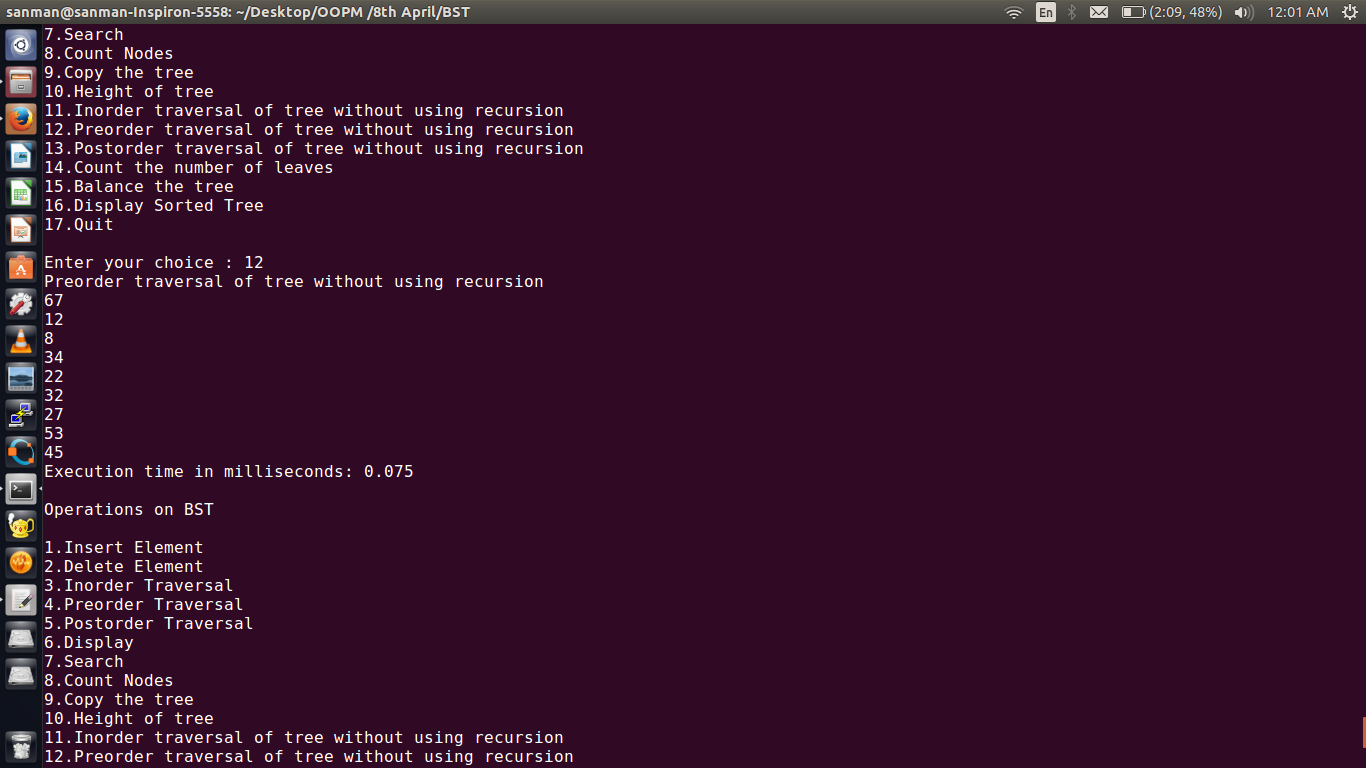 sanman@sanman-Inspiron-5558: ~/Desktop/OOPM /8th April/BST En (2:09, 48%) 12:01 AM
7.Search
8.Count Nodes
9.Copy the tree
10.Height of tree
11.Inorder traversal of tree without using recursion
12.Preorder traversal of tree without using recursion
13.Postorder traversal of tree without using recursion
14.Count the number of leaves
15.Balance the tree
16.Display Sorted Tree
17.Quit
Enter your choice : 12
Preorder traversal of tree without using recursion
67
12
8
34
22
32
27
53
45
Execution time in milliseconds: 0.075
Operations on BST
1.Insert Element
2.Delete Element
3.Inorder Traversal
4.Preorder Traversal
5.Postorder Traversal
6.Display
7.Search
8.Count Nodes
9.Copy the tree
10.Height of tree
11.Inorder traversal of tree without using recursion
12.Preorder traversal of tree without using recursion